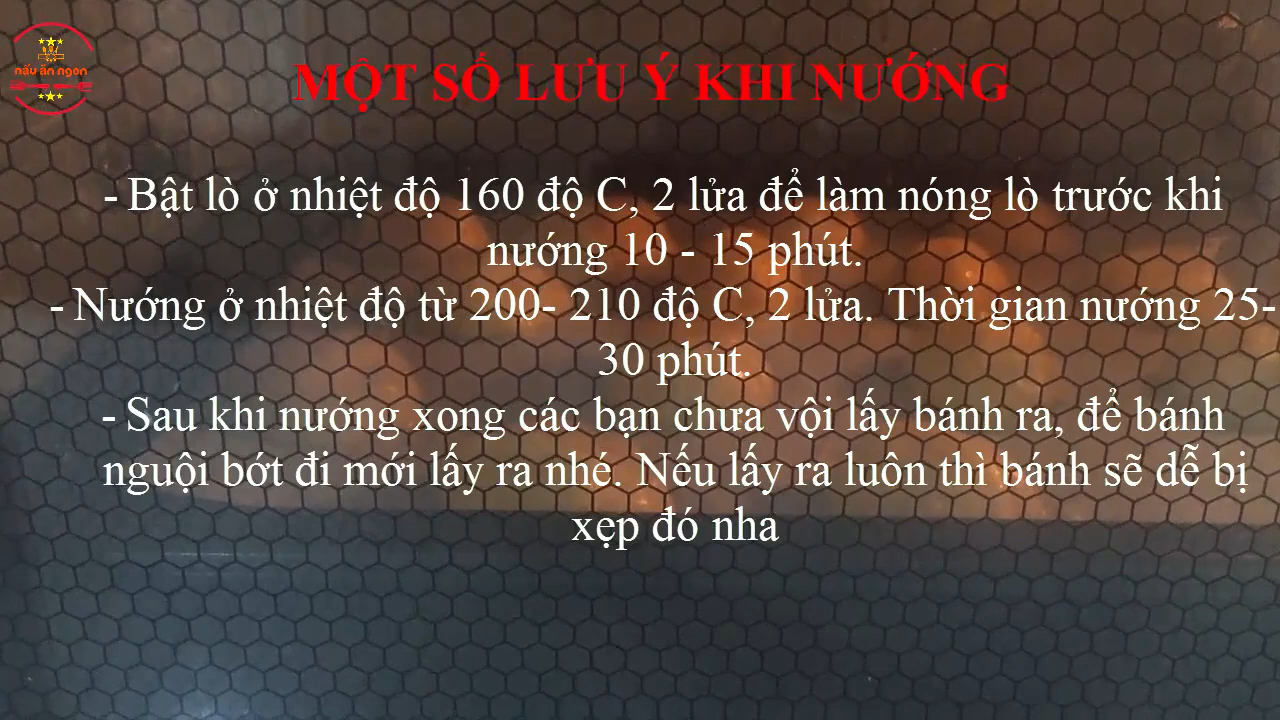 nấu ăn ngon
MỘT SỐ LƯU Ý KHI NƯỚNG
- Bật lò ở nhiệt độ 160 độ C, 2 lửa để làm nóng lò trước khi
nướng 10 - 15 phút.
- Nướng ở nhiệt độ từ 200- 210 độ C, 2 lửa. Thời gian nướng 25-
30 phút.
- Sau khi nướng xong các bạn chưa vội lấy bánh ra, để bánh
nguội bớt đi mới lấy ra nhé. Nếu lấy ra luôn thì bánh sẽ dễ bị
xẹp đó nha